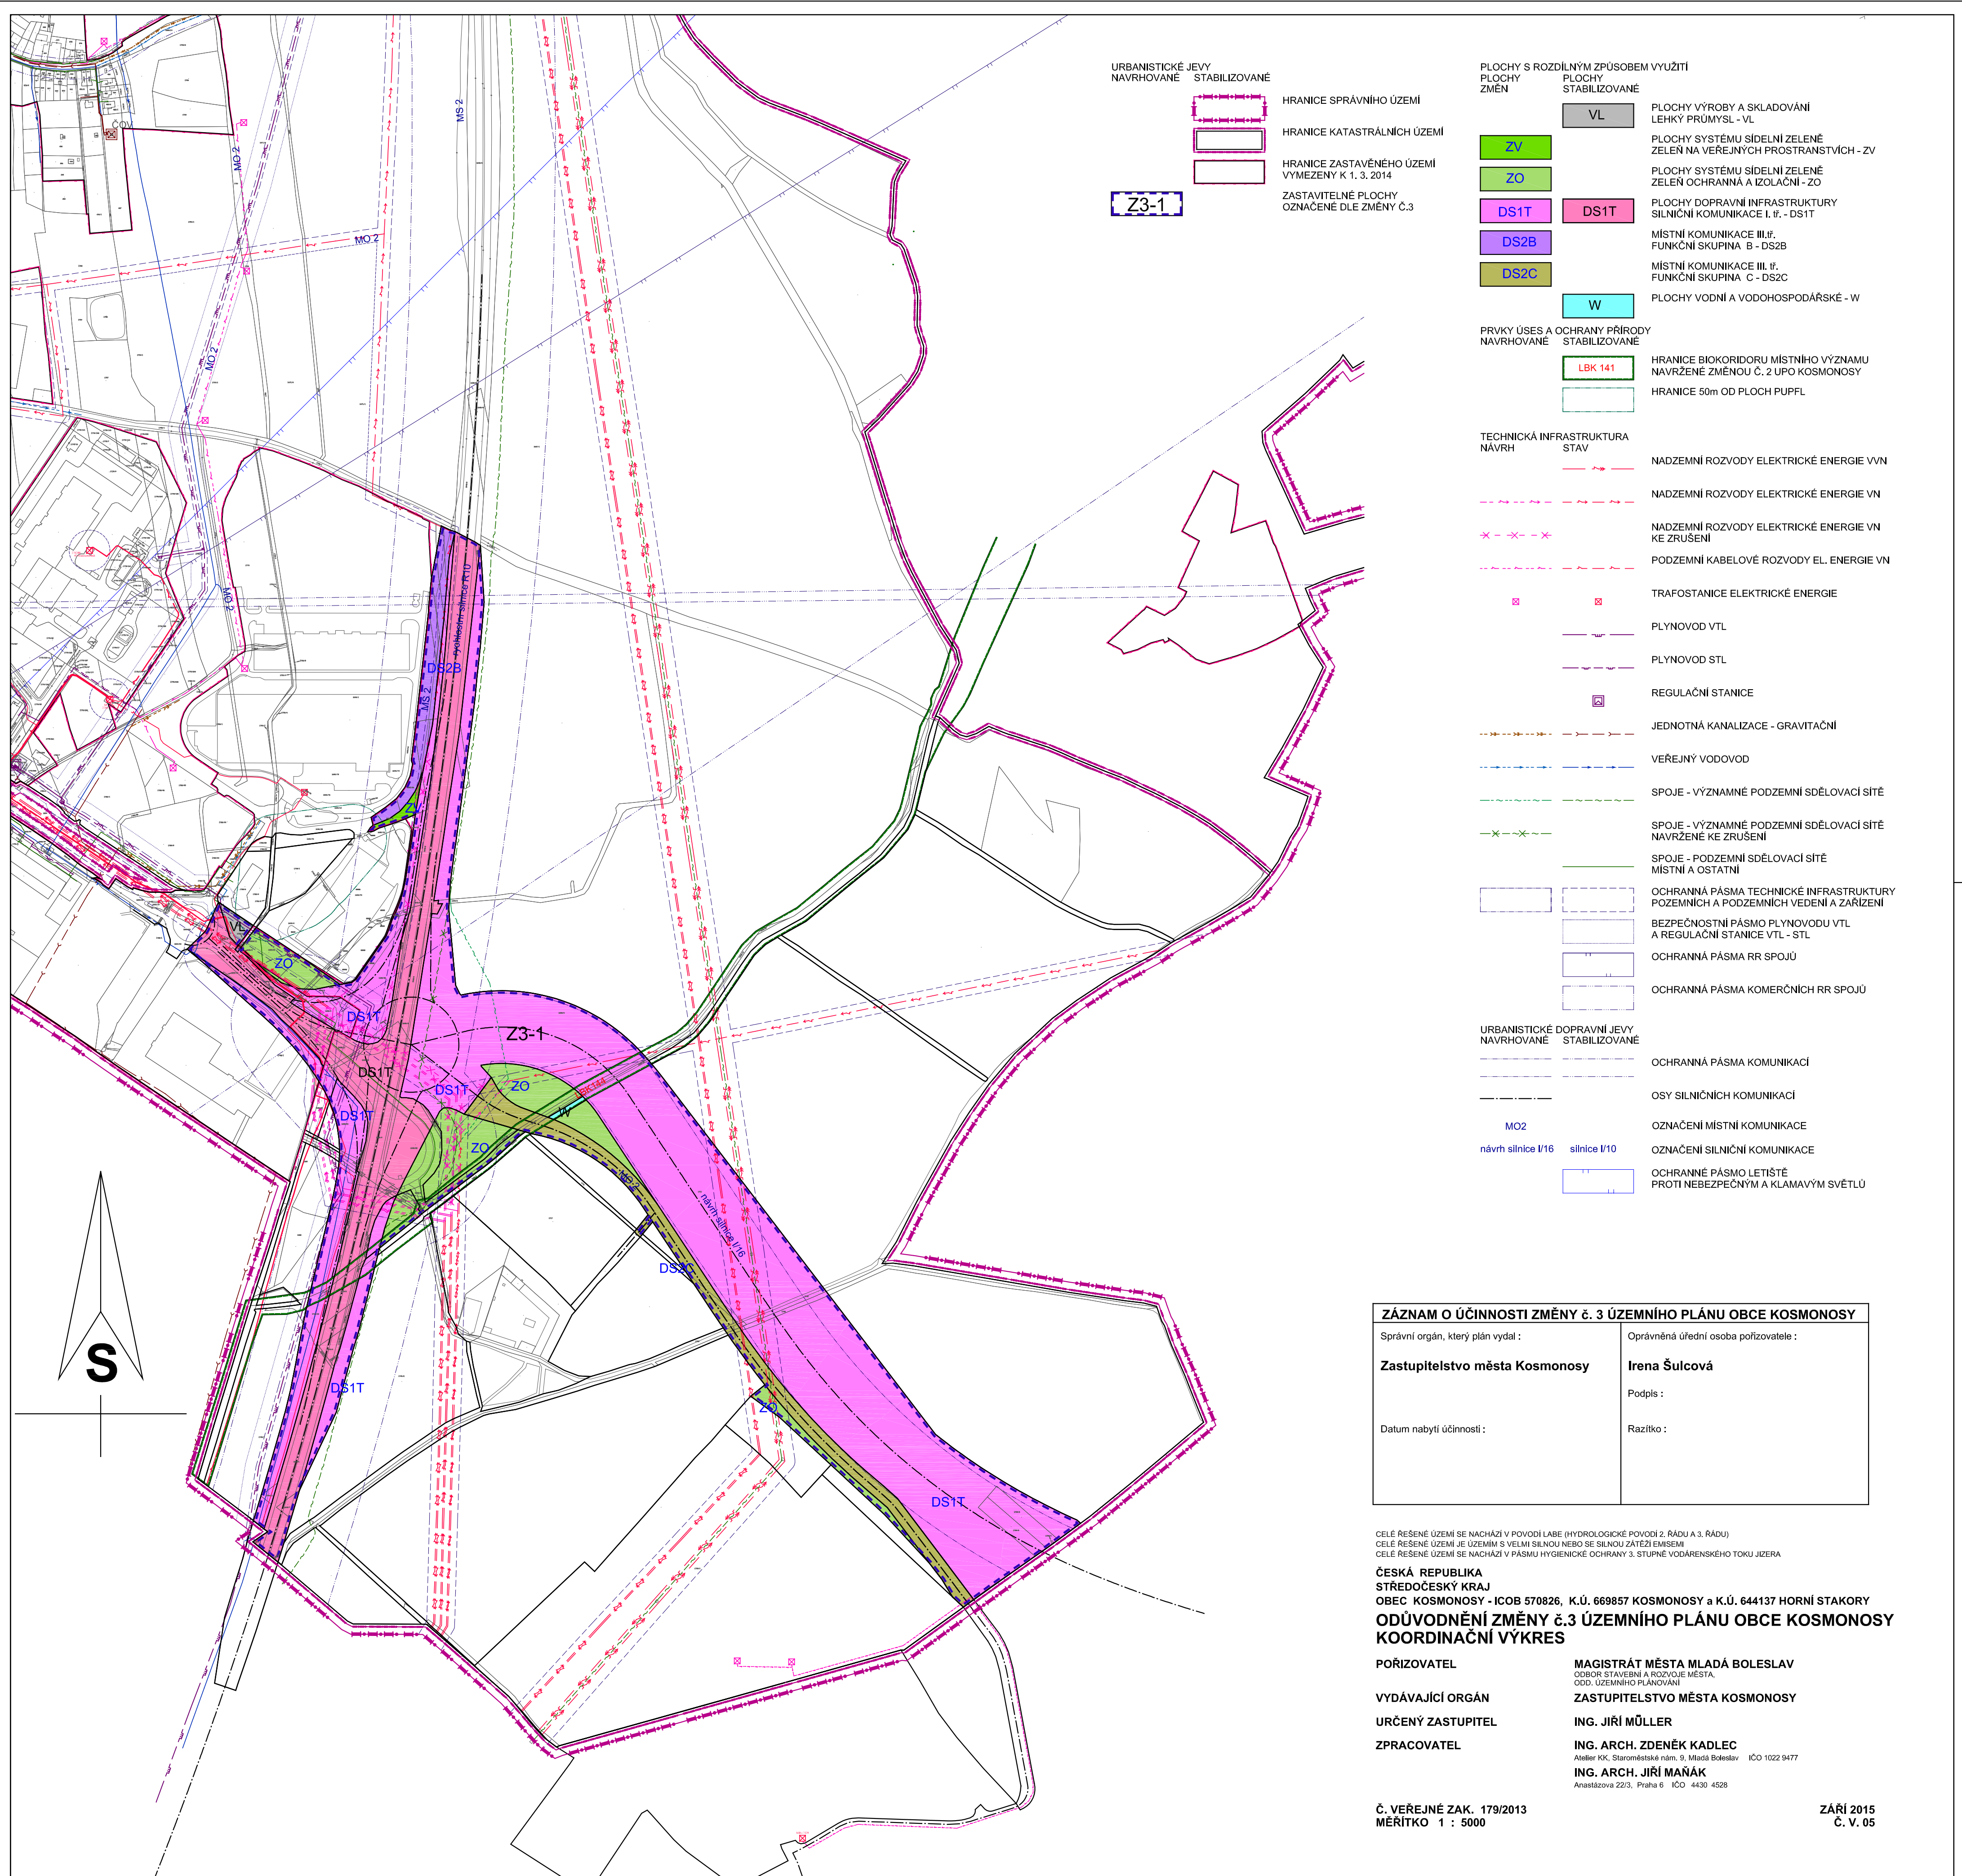 URBANISTICKÉ JEVY
NAVRHOVANÉ STABILIZOVANÉ
HRANICE SPRÁVNÍHO ÚZEMÍ
HRANICE KATASTRÁLNÍCH ÚZEMÍ
HRANICE ZASTAVĚNÉHO ÚZEMÍ
VYMEZENY K 1. 3. 2014
Z3-1
ZASTAVITELNÉ PLOCHY
OZNAČENÉ DLE ZMĚNY Č.3
PLOCHY S ROZDÍLNÝM ZPŮSOBEM VYUŽITÍ
PLOCHY PLOCHY
ZMĚN STABILIZOVANÉ
VL
PLOCHY VÝROBY A SKLADOVÁNÍ
LEHKÝ PRŮMYSL - VL
ZV
PLOCHY SYSTÉMU SÍDELNÍ ZELENĚ
ZELEŇ NA VEŘEJNÝCH PROSTRANSTVÍCH - ZV
ZO
PLOCHY SYSTÉMU SÍDELNÍ ZELENĚ
ZELEŇ OCHRANNÁ A IZOLAČNÍ - ZO
DS1T DS1T
PLOCHY DOPRAVNÍ INFRASTRUKTURY
SILNIČNÍ KOMUNIKACE I. tř. - DS1T
DS2B
MÍSTNÍ KOMUNIKACE III.tř.
FUNKČNÍ SKUPINA B - DS2B
DS2C
MÍSTNÍ KOMUNIKACE III. tř.
FUNKČNÍ SKUPINA C - DS2C
W
PLOCHY VODNÍ A VODOHOSPODÁŘSKÉ - W
PRVKY ÚSES A OCHRANY PŘÍRODY
NAVRHOVANÉ STABILIZOVANÉ
LBK 141
HRANICE BIOKORIDORU MÍSTNÍHO VÝZNAMU
NAVRŽENÉ ZMĚNOU Č. 2 UPO KOSMONOSY
HRANICE 50m OD PLOCH PUPFL
TECHNICKÁ INFRASTRUKTURA
NÁVRH STAV
NADZEMNÍ ROZVODY ELEKTRICKÉ ENERGIE VVN
NADZEMNÍ ROZVODY ELEKTRICKÉ ENERGIE VN
NADZEMNÍ ROZVODY ELEKTRICKÉ ENERGIE VN
KE ZRUŠENÍ
PODZEMNÍ KABELOVÉ ROZVODY EL. ENERGIE VN
TRAFOSTANICE ELEKTRICKÉ ENERGIE
PLYNOVOD VTL
PLYNOVOD STL
REGULAČNÍ STANICE
JEDNOTNÁ KANALIZACE - GRAVITAČNÍ
VEŘEJNÝ VODOVOD
SPOJE - VÝZNAMNÉ PODZEMNÍ SDĚLOVACÍ SÍTĚ
SPOJE - VÝZNAMNÉ PODZEMNÍ SDĚLOVACÍ SÍTĚ
NAVRŽENÉ KE ZRUŠENÍ
SPOJE - PODZEMNÍ SDĚLOVACÍ SÍTĚ
MÍSTNÍ A OSTATNÍ
OCHRANNÁ PÁSMA TECHNICKÉ INFRASTRUKTURY
POZEMNÍCH A PODZEMNÍCH VEDENÍ A ZAŘÍZENÍ
BEZPEČNOSTNÍ PÁSMO PLYNOVODU VTL
A REGULAČNÍ STANICE VTL - STL
OCHRANNÁ PÁSMA RR SPOJŮ
OCHRANNÁ PÁSMA KOMERČNÍCH RR SPOJŮ
URBANISTICKÉ DOPRAVNÍ JEVY
NAVRHOVANÉ STABILIZOVANÉ
OCHRANNÁ PÁSMA KOMUNIKACÍ
OSY SILNIČNÍCH KOMUNIKACÍ
MO2
OZNAČENÍ MÍSTNÍ KOMUNIKACE
návrh silnice I/16 silnice I/10
OZNAČENÍ SILNIČNÍ KOMUNIKACE
OCHRANNÉ PÁSMO LETIŠTĚ
PROTI NEBEZPEČNÝM A KLAMAVÝM SVĚTLŮ
ČOV
MO 2
MS 2
MO 2
MO 2
MO 2
rychlostní silnice R10
DS2B
MS 2
VL
ZO
DS1T
Z3-1
DS1T
DS1T
ZO
LBK144
W
DS1T
ZO
MO 2
návrh silnice I/16
DS2C
DS1T
ZO
DS1T
S
ZÁZNAM O ÚČINNOSTI ZMĚNY č. 3 ÚZEMNÍHO PLÁNU OBCE KOSMONOSY
Správní orgán, který plán vydal :
Zastupitelstvo města Kosmonosy
Datum nabytí účinnosti :
Oprávněná úřední osoba pořizovatele :
Irena Šulcová
Podpis :
Razítko :
CELÉ ŘEŠENÉ ÚZEMÍ SE NACHÁZÍ V POVODÍ LABE (HYDROLOGICKÉ POVODÍ 2. ŘÁDU A 3. ŘÁDU)
CELÉ ŘEŠENÉ ÚZEMÍ JE ÚZEMÍM S VELMI SILNOU NEBO SE SILNOU ZÁTĚŽÍ EMISEMI
CELÉ ŘEŠENÉ ÚZEMÍ SE NACHÁZÍ V PÁSMU HYGIENICKÉ OCHRANY 3. STUPNĚ VODÁRENSKÉHO TOKU JIZERA
ČESKÁ REPUBLIKA
STŘEDOČESKÝ KRAJ
OBEC KOSMONOSY - ICOB 570826, K.Ú. 669857 KOSMONOSY a K.Ú. 644137 HORNÍ STAKORY
ODŮVODNĚNÍ ZMĚNY č.3 ÚZEMNÍHO PLÁNU OBCE KOSMONOSY
KOORDINAČNÍ VÝKRES
POŘIZOVATEL MAGISTRÁT MĚSTA MLADÁ BOLESLAV
ODBOR STAVEBNÍ A ROZVOJE MĚSTA,
ODD. ÚZEMNÍHO PLÁNOVÁNÍ
VYDÁVAJÍCÍ ORGÁN ZASTUPITELSTVO MĚSTA KOSMONOSY
URČENÝ ZASTUPITEL ING. JIŘÍ MŰLLER
ZPRACOVATEL ING. ARCH. ZDENĚK KADLEC
Atelier KK, Staroměstské nám. 9, Mladá Boleslav IČO 1022 9477
ING. ARCH. JIŘÍ MAŇÁK
Anastázova 22/3, Praha 6 IČO 4430 4528
Č. VEŘEJNÉ ZAK. 179/2013 ZÁŘÍ 2015
MĚŘÍTKO 1 : 5000 Č. V. 05